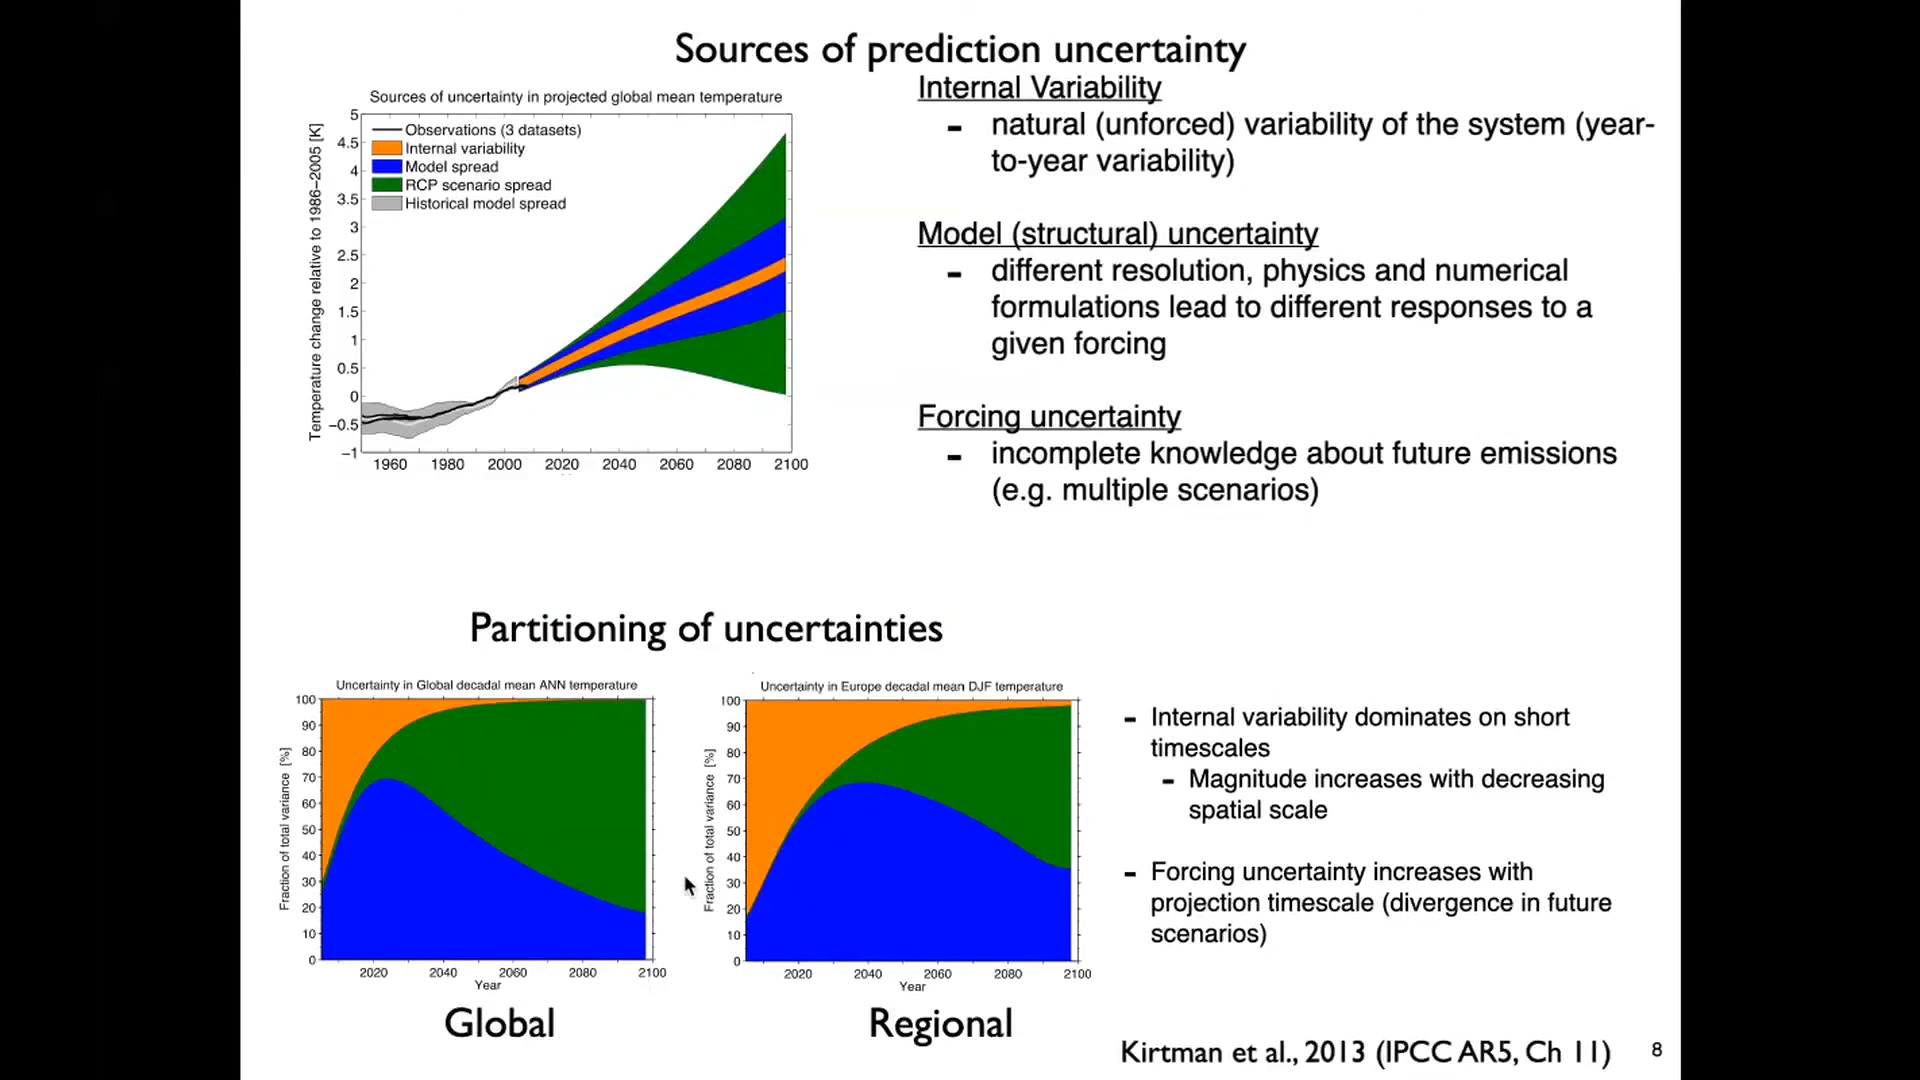 Sources of prediction uncertainty
Sources of uncertainty in projected global mean temperature
Temperature change relative to 1986–2005 [K]
5
4.5
4
3.5
3
2.5
2
1.5
1
0.5
0
−0.5
−1
Observations (3 datasets)
Internal variability
Model spread
RCP scenario spread
Historical model spread
1960 1980 2000 2020 2040 2060 2080 2100
Internal Variability
- natural (unforced) variability of the system (year-
to-year variability)
Model (structural) uncertainty
- different resolution, physics and numerical
formulations lead to different responses to a
given forcing
Forcing uncertainty
- incomplete knowledge about future emissions
(e.g. multiple scenarios)
Partitioning of uncertainties
Uncertainty in Global decadal mean ANN temperature
Fraction of total variance [%]
100
90
80
70
60
50
40
30
20
10
0
2020 2040 2060 2080 2100
Year
Global
Uncertainty in Europe decadal mean DJF temperature
Fraction of total variance [%]
100
90
80
70
60
50
40
30
20
10
0
2020 2040 2060 2080 2100
Year
Regional
- Internal variability dominates on short
timescales
- Magnitude increases with decreasing
spatial scale
- Forcing uncertainty increases with
projection timescale (divergence in future
scenarios)
Kirtman et al., 2013 (IPCC AR5, Ch 11)
8